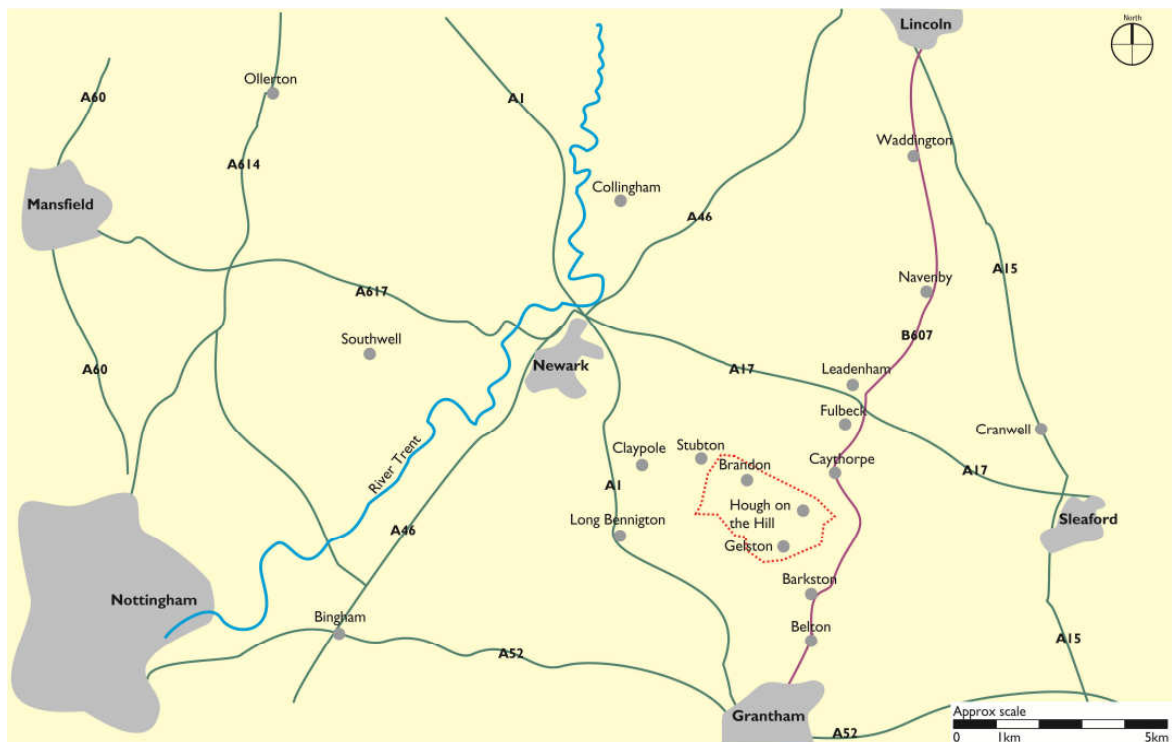 Lincoln
North
Ollerton
A60
A1
Waddington
A614
Collingham
Mansfield
A46
Navenby
A15
A617
B607
Southwell
Newark
A17
Leadenham
A60
Fulbeck
Cranwell
Claypole
Stubton
River Trent
Brandon
Caythorpe
A17
A1
Hough on
the Hill
Long Bennington
A46
Sleaford
Gelston
Barkston
Nottingham
Bingham
Belton
A52
A15
Grantham
Approx scale
A52
0 1km 5km